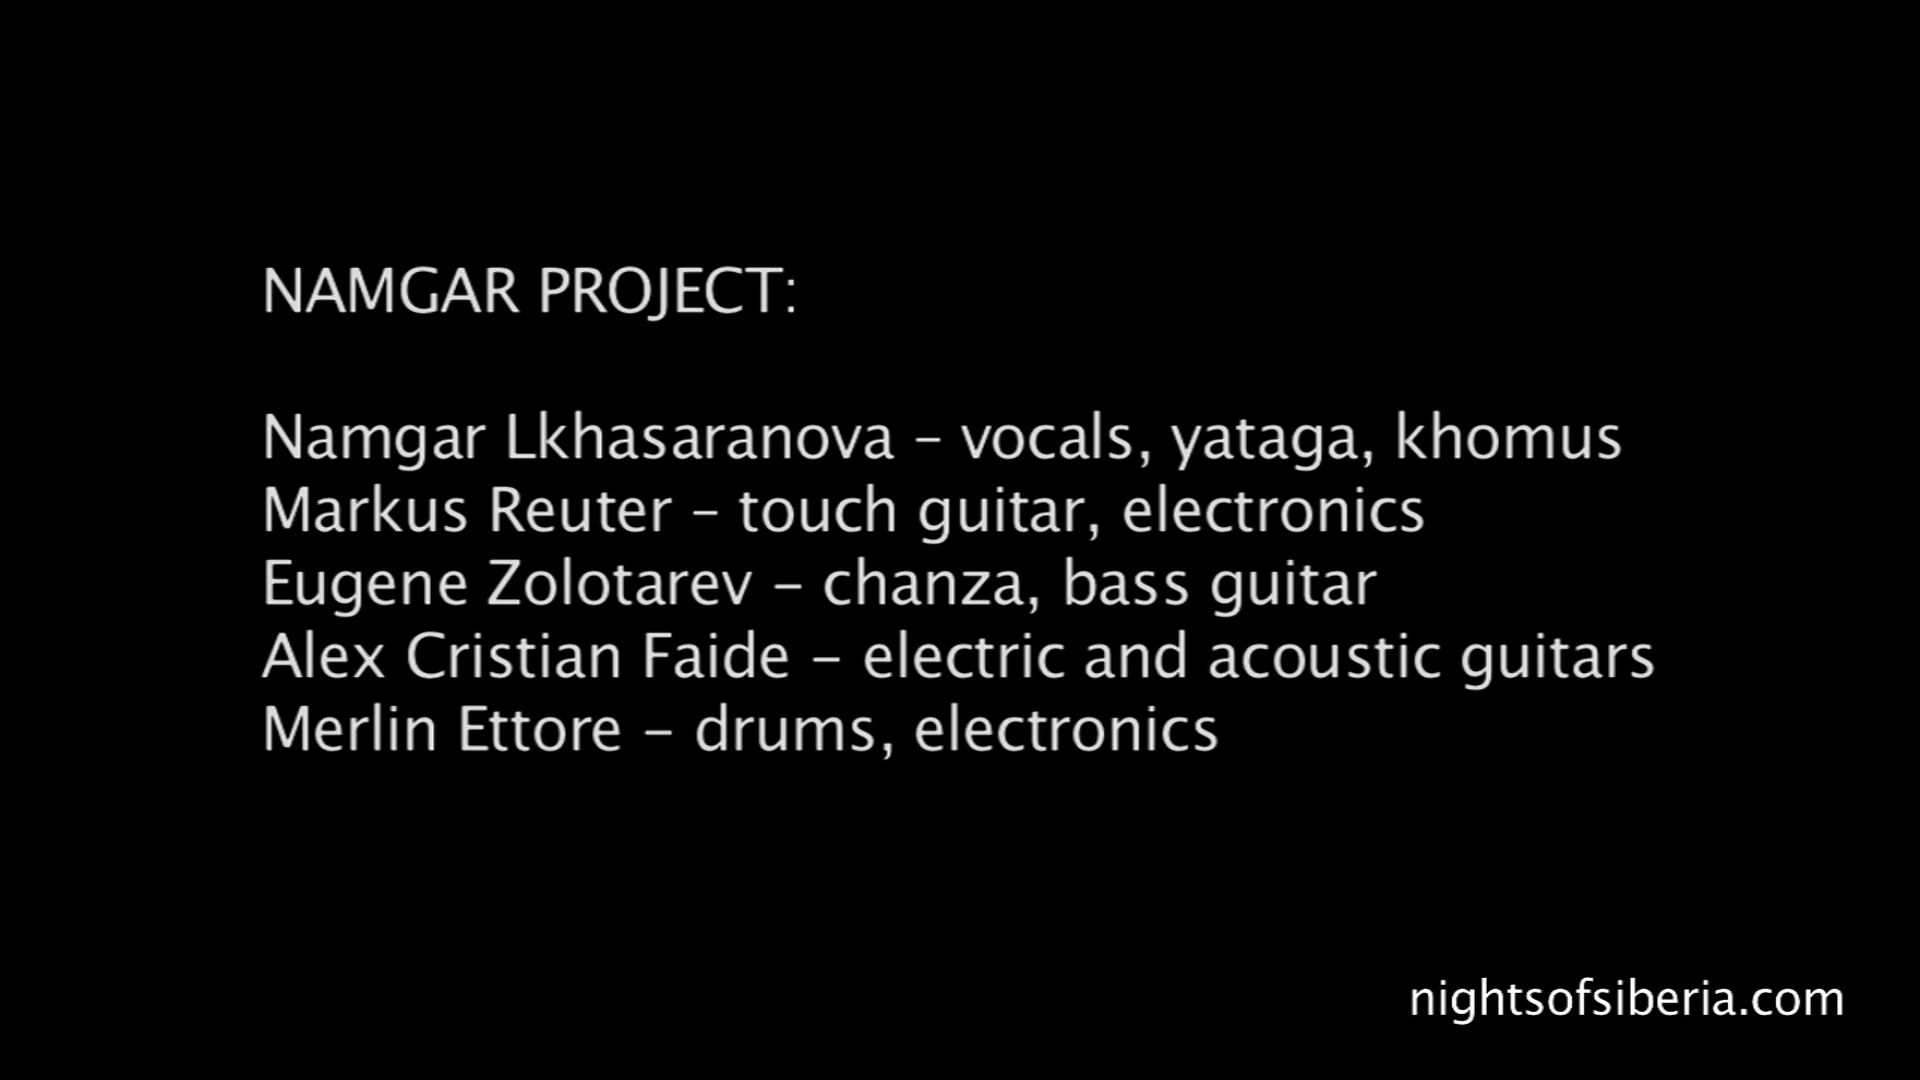 NAMGAR PROJECT:
Namgar Lkhasaranova – vocals, yataga, khomus
Markus Reuter – touch guitar, electronics
Eugene Zolotarev – chanza, bass guitar
Alex Cristian Faide – electric and acoustic guitars
Merlin Ettore – drums, electronics
nightsofsiberia.com